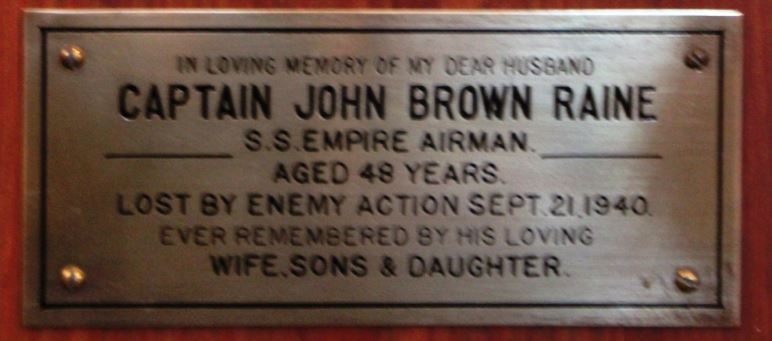 IN LOVING MEMORY OF MY DEAR HUSBAND
CAPTAIN JOHN BROWN RAINE
S.S. EMPIRE AIRMAN.
AGED 48 YEARS.
LOST BY ENEMY ACTION SEPT. 21, 1940.
EVER REMEMBERED BY HIS LOVING
WIFE, SONS & DAUGHTER.